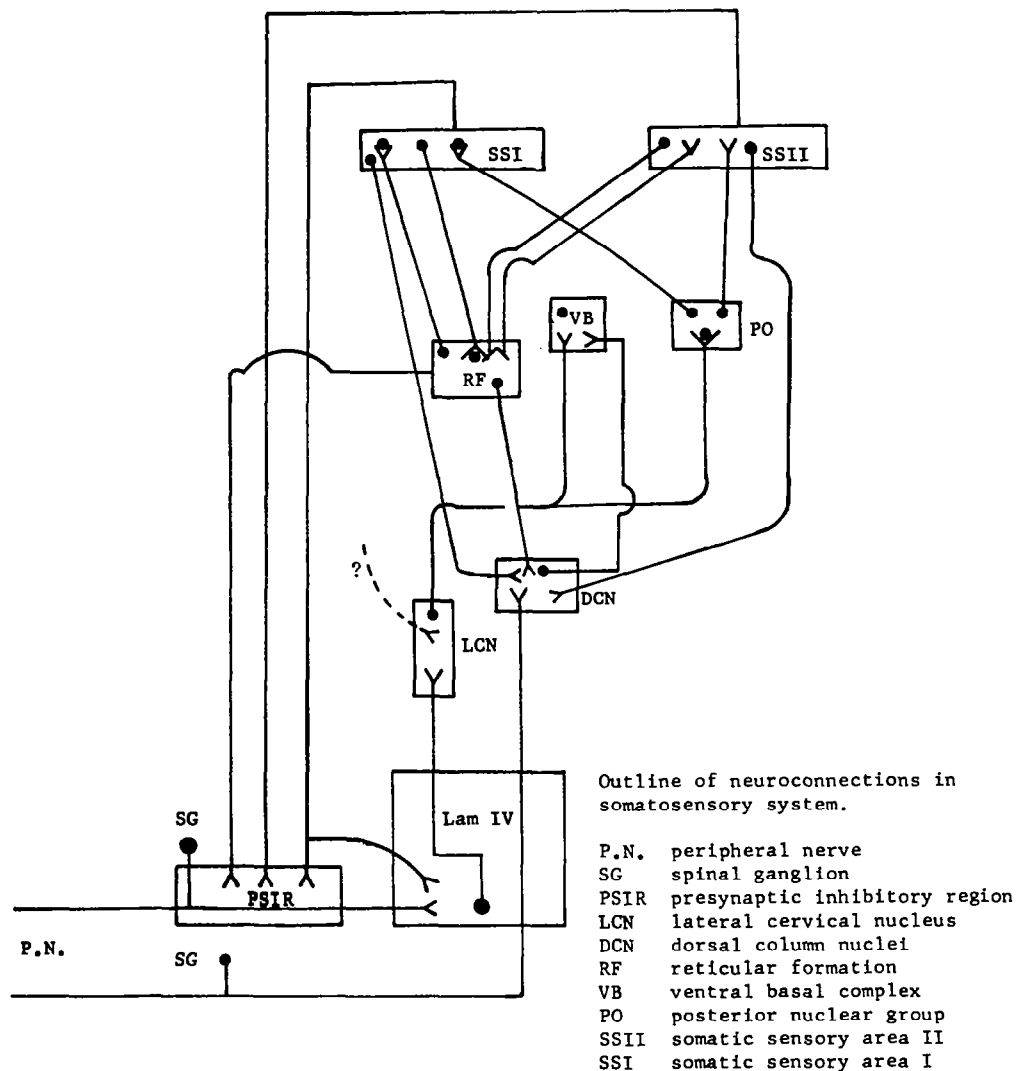 SSI
SSII
VB
PO
RF
?
DCN
LCN
Lam IV
SG
PSIR
P.N.
SG
Outline of neuroconnections in
somatosensory system.
P.N. peripheral nerve
SG spinal ganglion
PSIR presynaptic inhibitory region
LCN lateral cervical nucleus
DCN dorsal column nuclei
RF reticular formation
VB ventral basal complex
PO posterior nuclear group
SSII somatic sensory area II
SSI somatic sensory area I